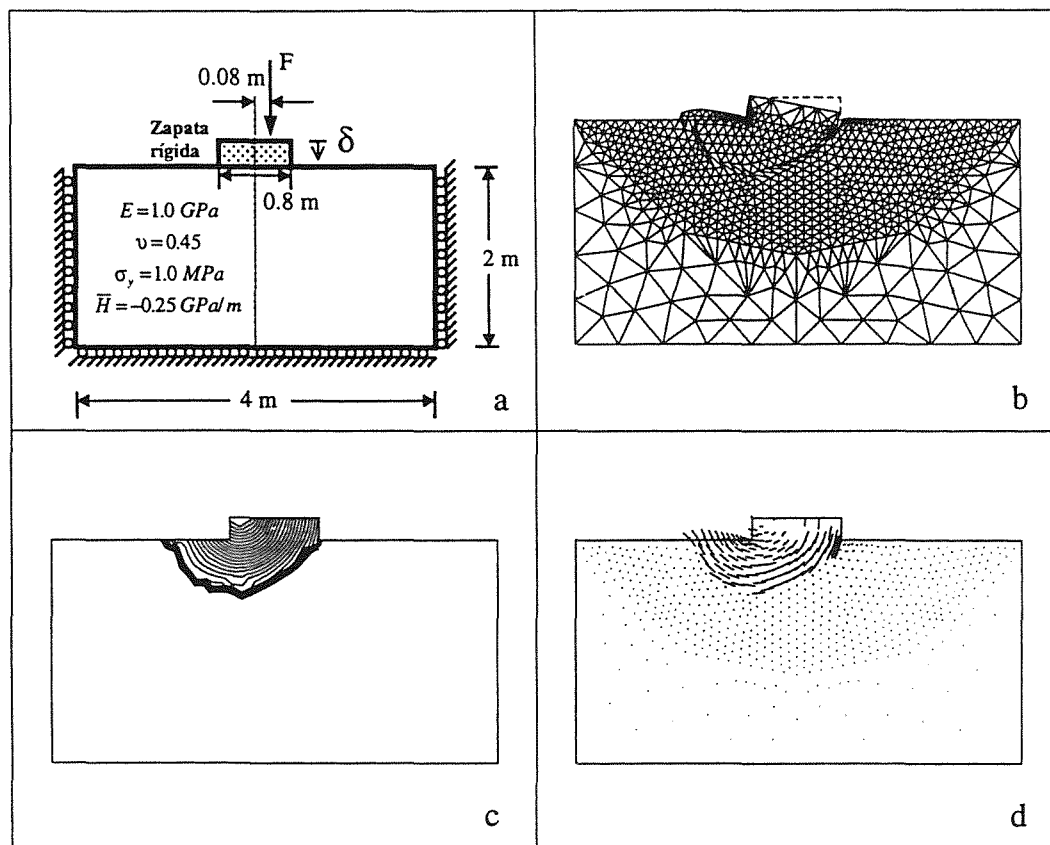 F
0.08 m
Zapata
rígida
δ
0.8 m
E =1.0 GPa
υ=0.45
σy =1.0 MPa
H̅ =−0.25 GPa/m
2 m
4 m
a
b
c
d